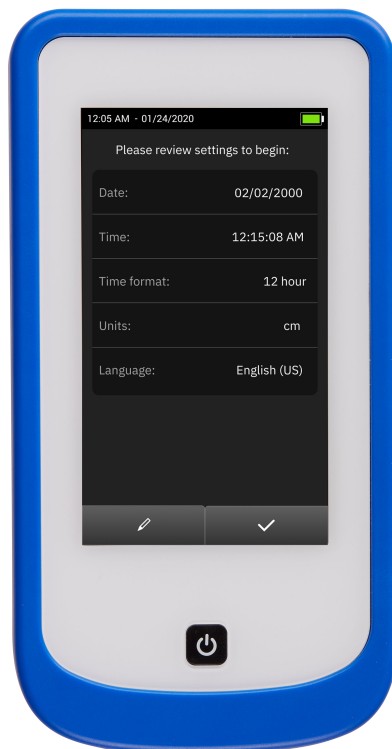 12:05 AM - 01/24/2020
Please review settings to begin:
Date: 02/02/2000
Time: 12:15:08 AM
Time format: 12 hour
Units: cm
Language: English (US)